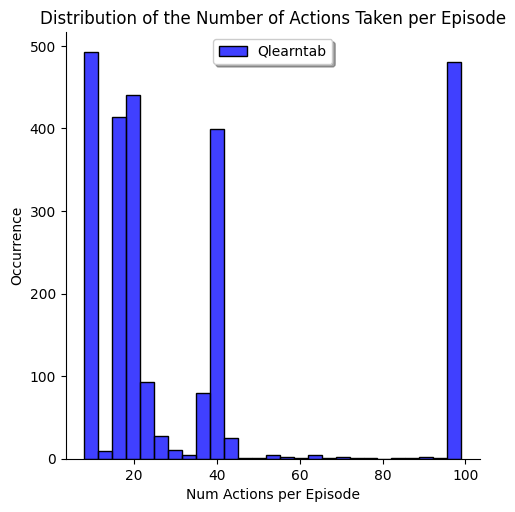 Distribution of the Number of Actions Taken per Episode
Qlearntab
500
400
300
200
100
0
Occurrence
20 40 60 80 100
Num Actions per Episode